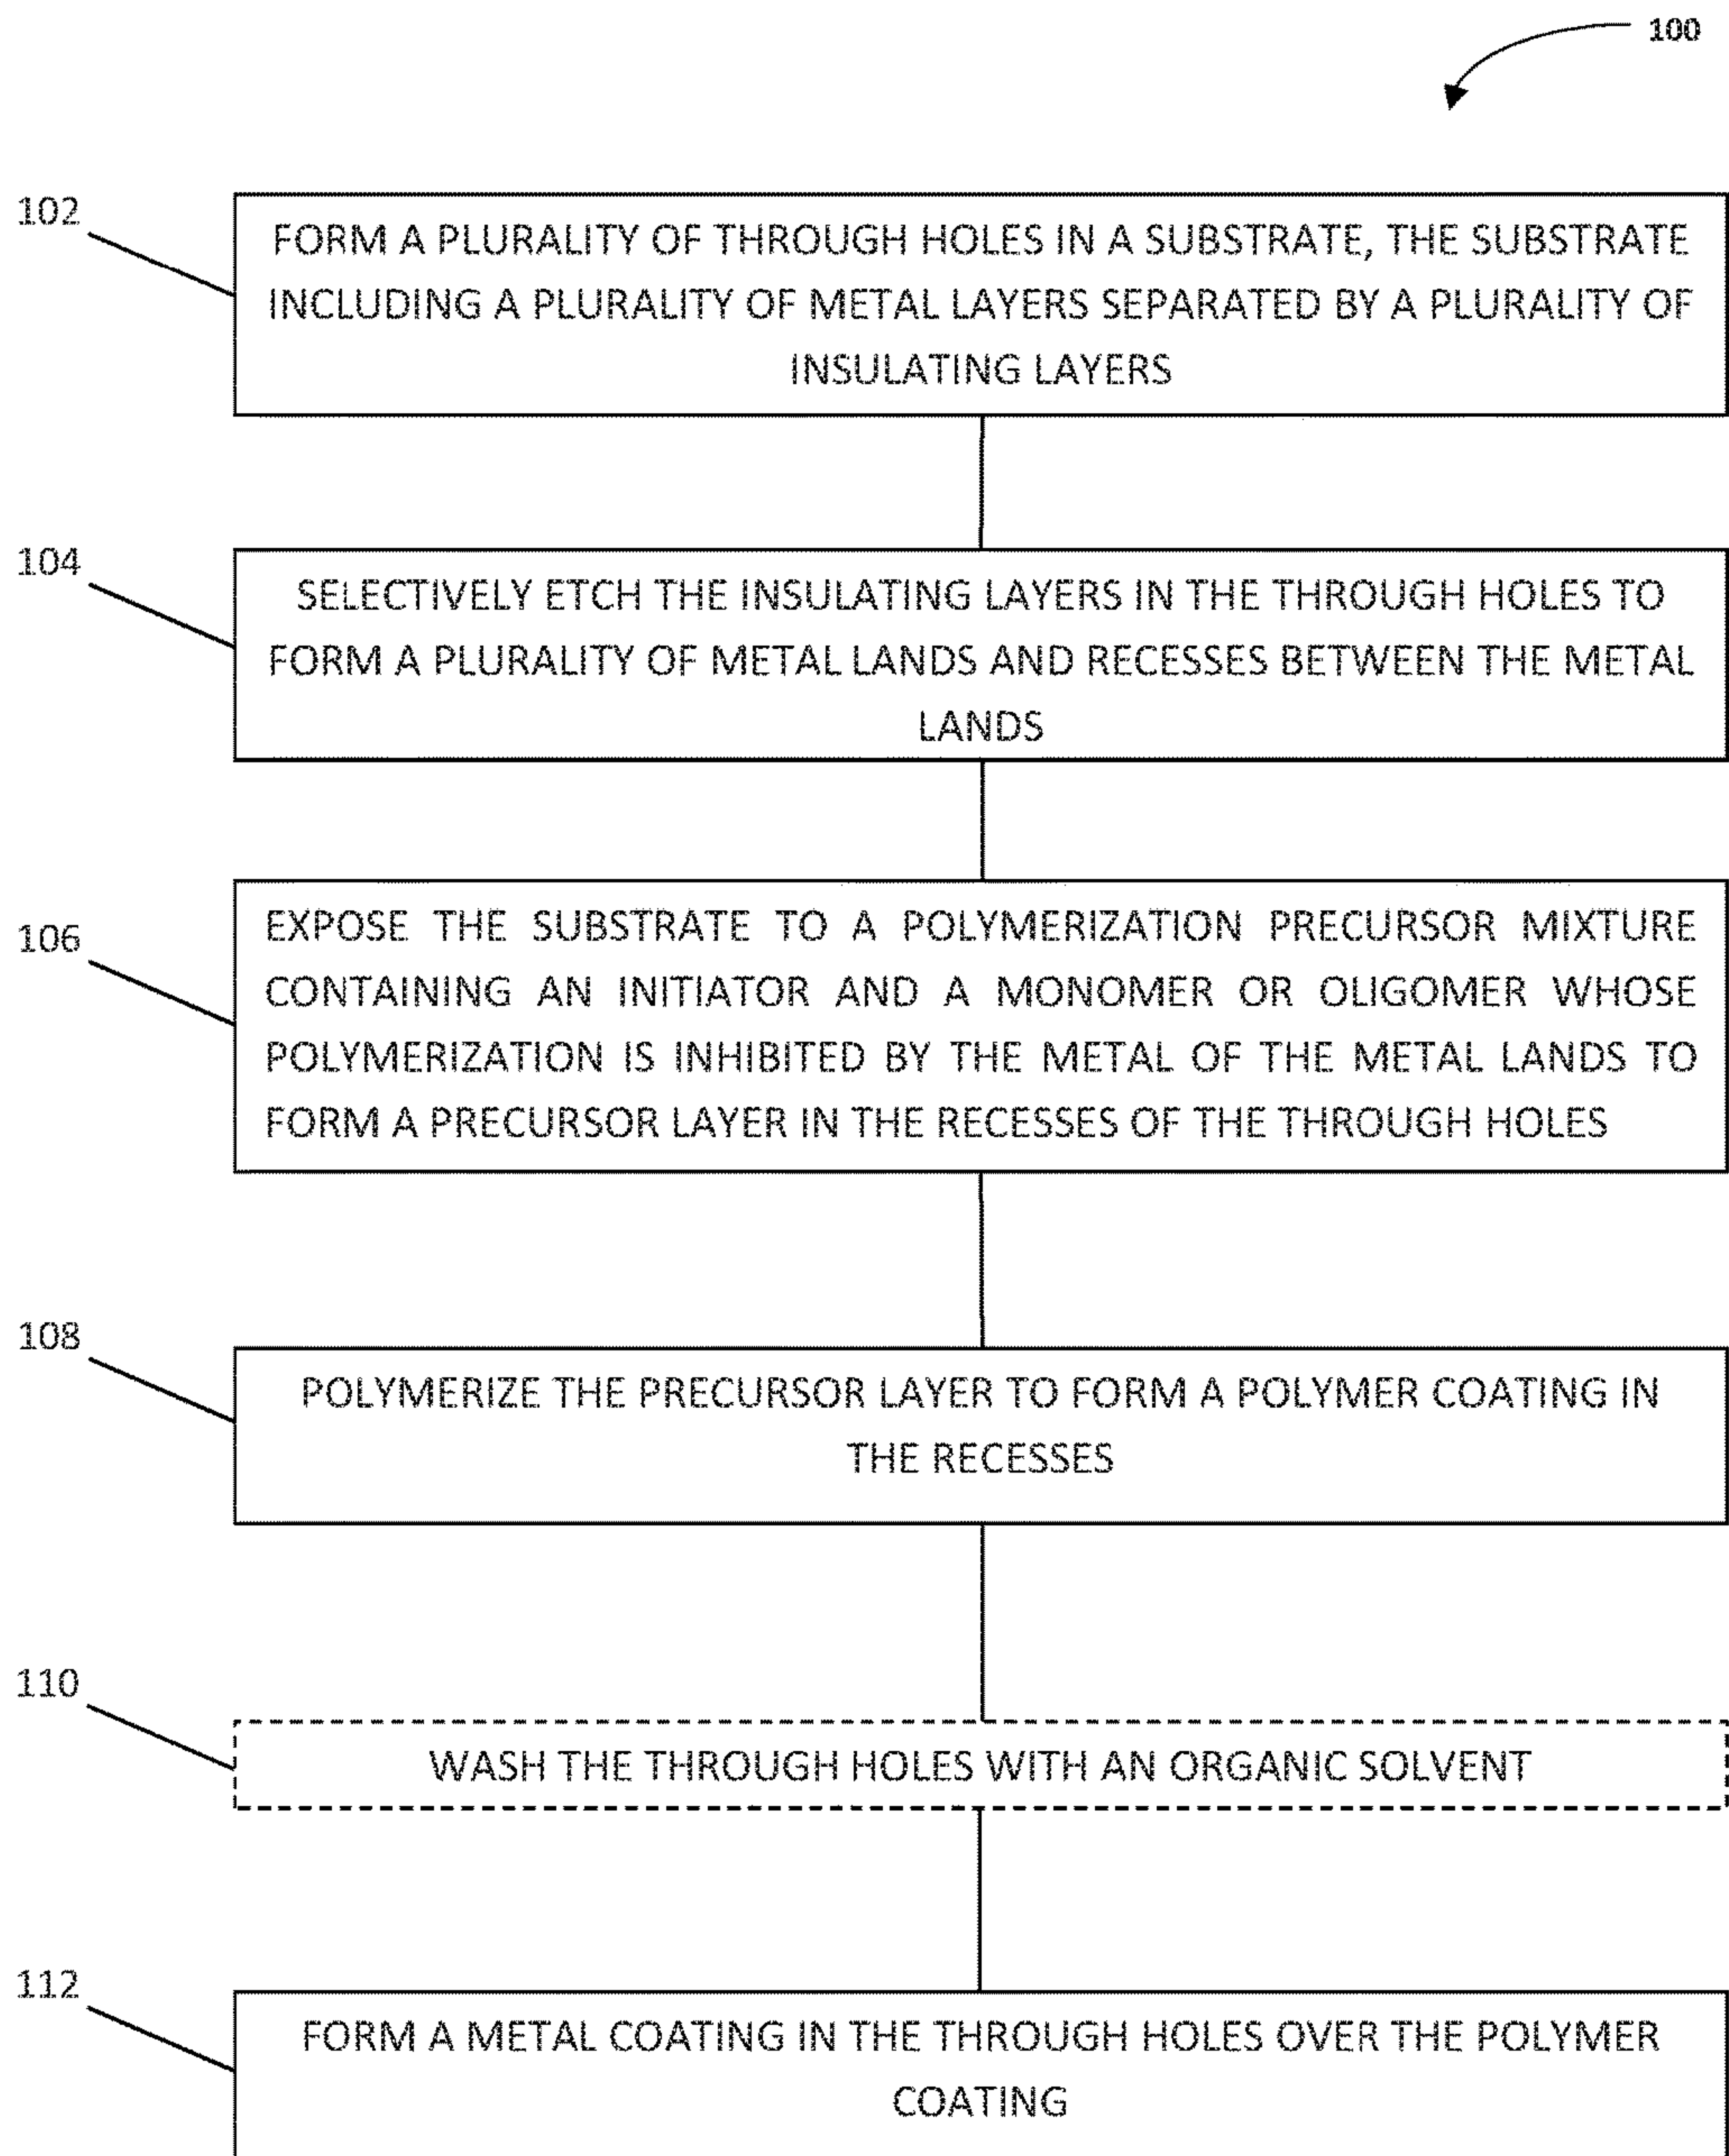 100
102
FORM A PLURALITY OF THROUGH HOLES IN A SUBSTRATE, THE SUBSTRATE
INCLUDING A PLURALITY OF METAL LAYERS SEPARATED BY A PLURALITY OF
INSULATING LAYERS
104
SELECTIVELY ETCH THE INSULATING LAYERS IN THE THROUGH HOLES TO
FORM A PLURALITY OF METAL LANDS AND RECESSES BETWEEN THE METAL
LANDS
106
EXPOSE THE SUBSTRATE TO A POLYMERIZATION PRECURSOR MIXTURE
CONTAINING AN INITIATOR AND A MONOMER OR OLIGOMER WHOSE
POLYMERIZATION IS INHIBITED BY THE METAL OF THE METAL LANDS TO
FORM A PRECURSOR LAYER IN THE RECESSES OF THE THROUGH HOLES
108
POLYMERIZE THE PRECURSOR LAYER TO FORM A POLYMER COATING IN
THE RECESSES
110
WASH THE THROUGH HOLES WITH AN ORGANIC SOLVENT
112
FORM A METAL COATING IN THE THROUGH HOLES OVER THE POLYMER
COATING